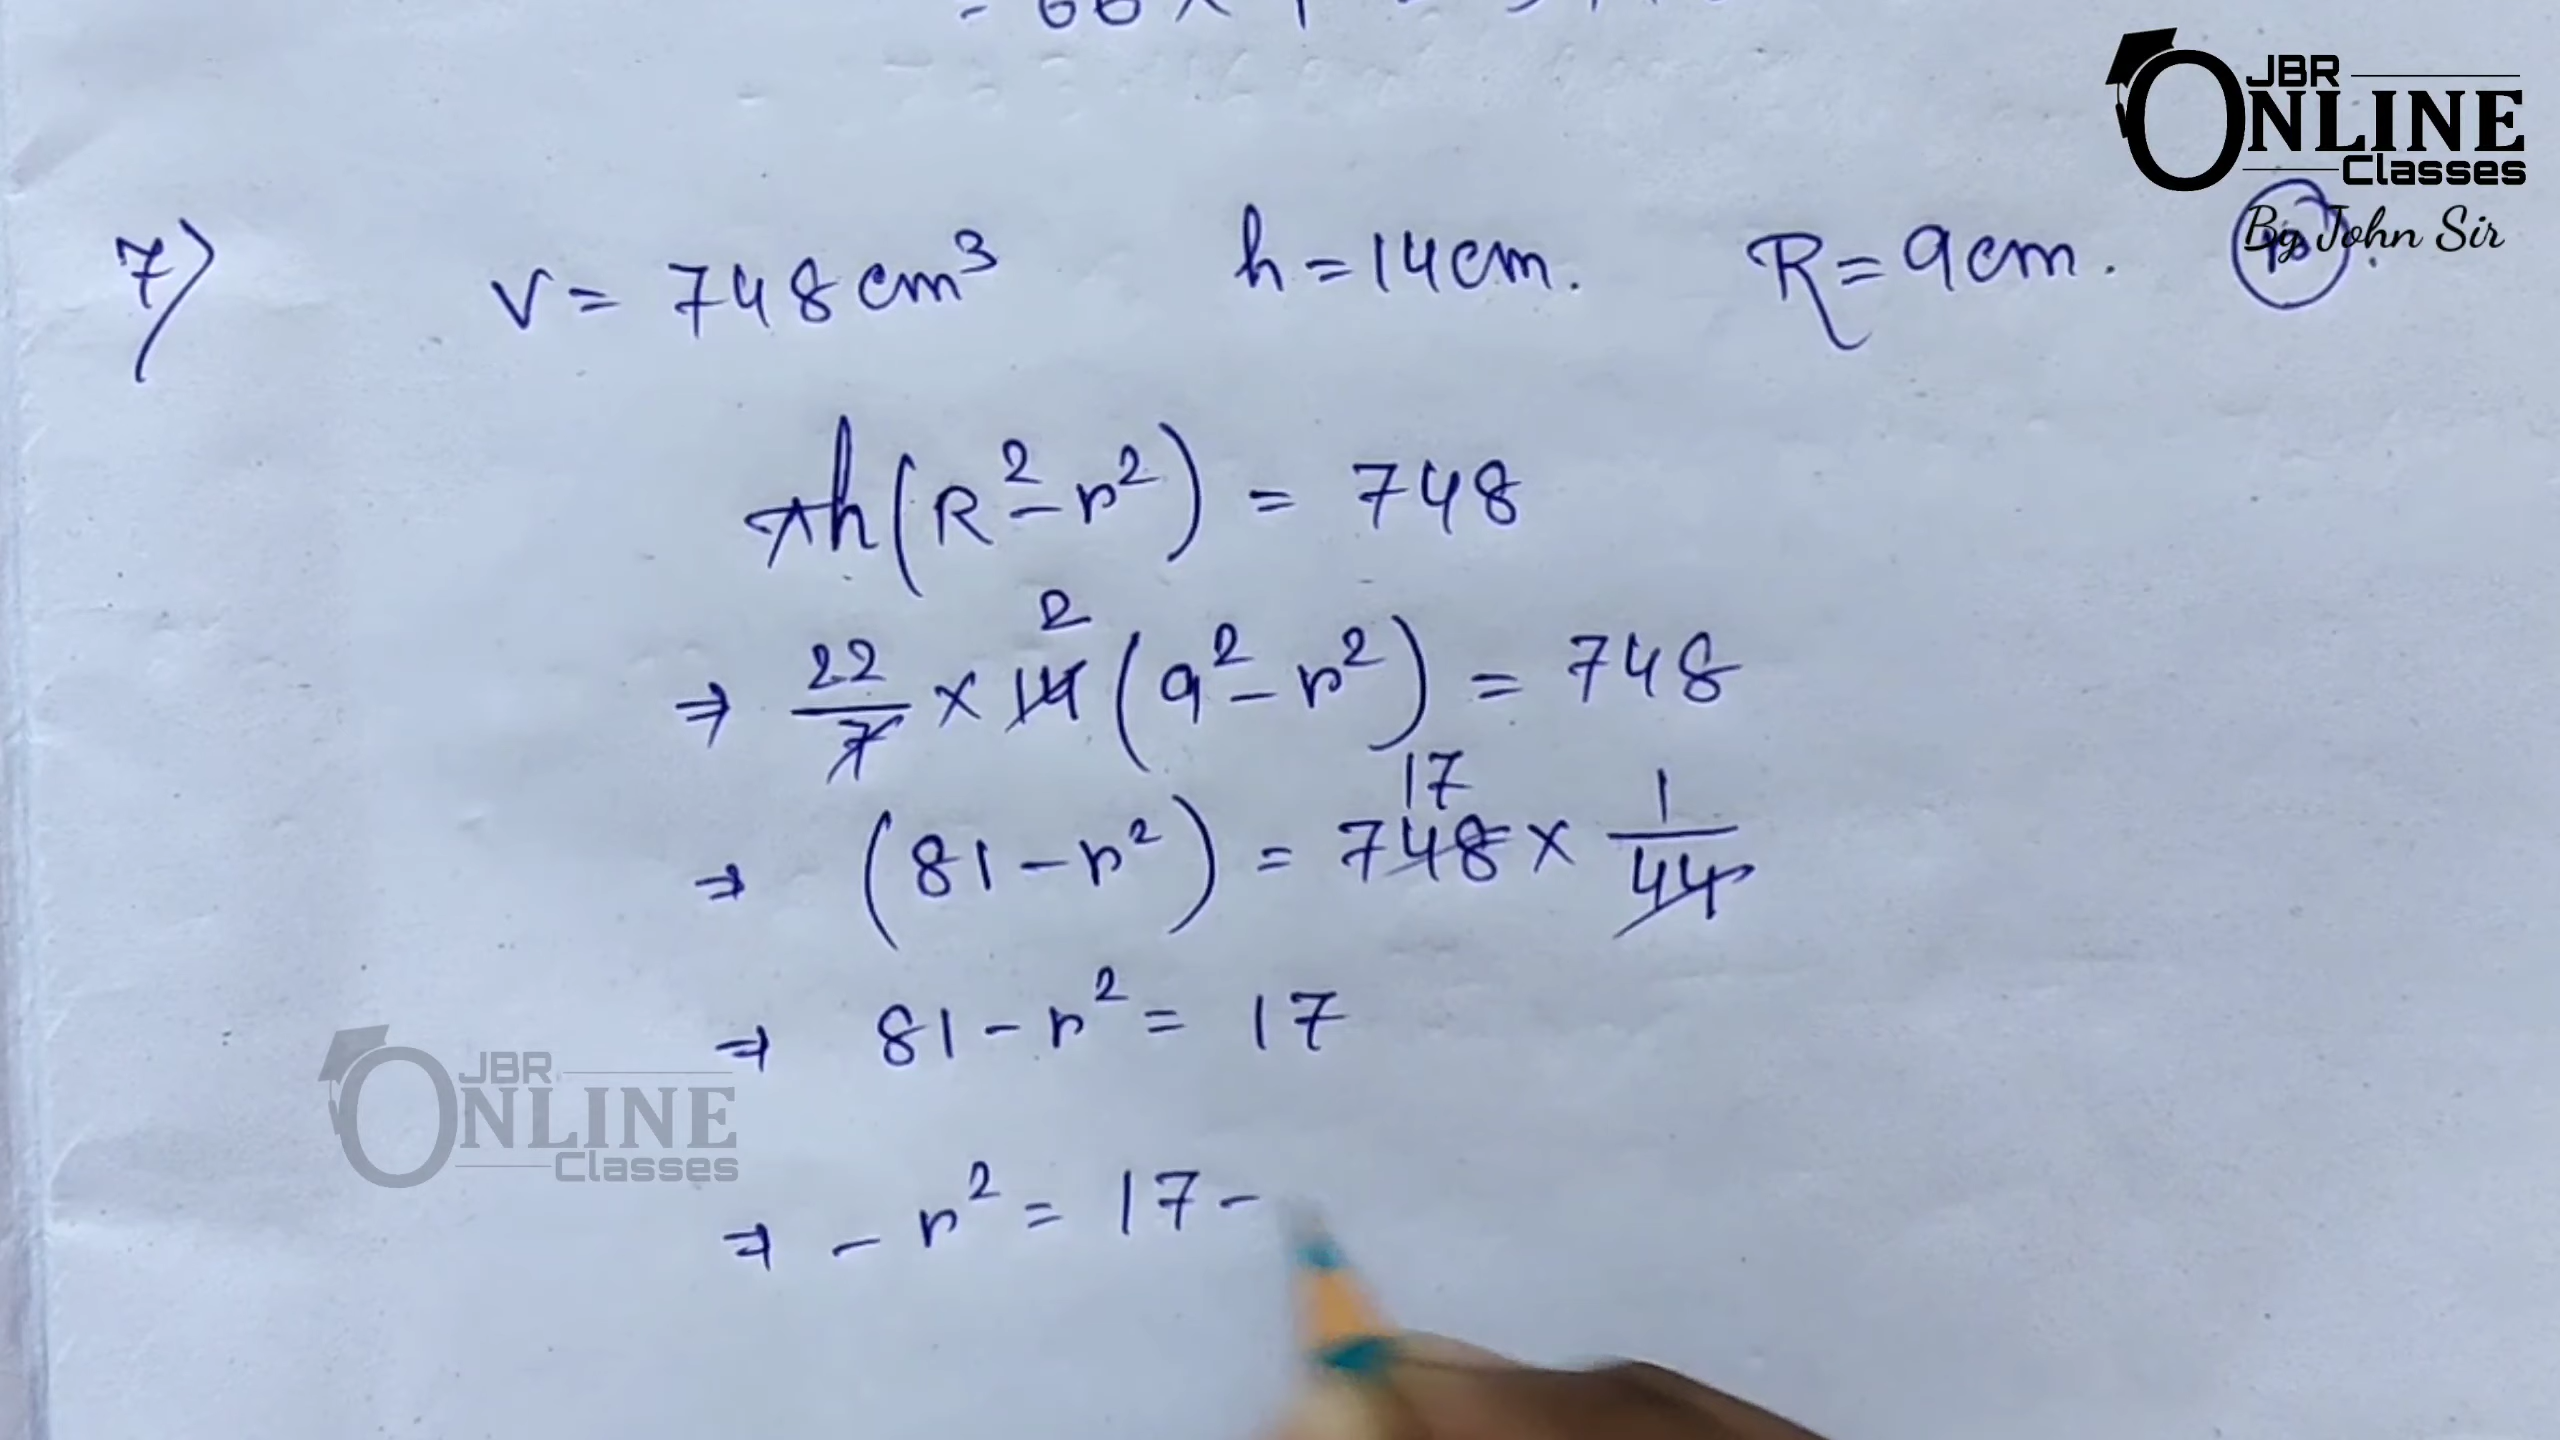 JBR
ONLINE
Classes
By John Sir
7) V = 748 cm³ h = 14 cm. R = 9 cm.
πh(R² - r²) = 748
2
⇒ 22/7 × 14 (9² - r²) = 748
17
⇒ (81 - r²) = 748 × 1/44
⇒ 81 - r² = 17
JBR
ONLINE
Classes
⇒ - r² = 17 -